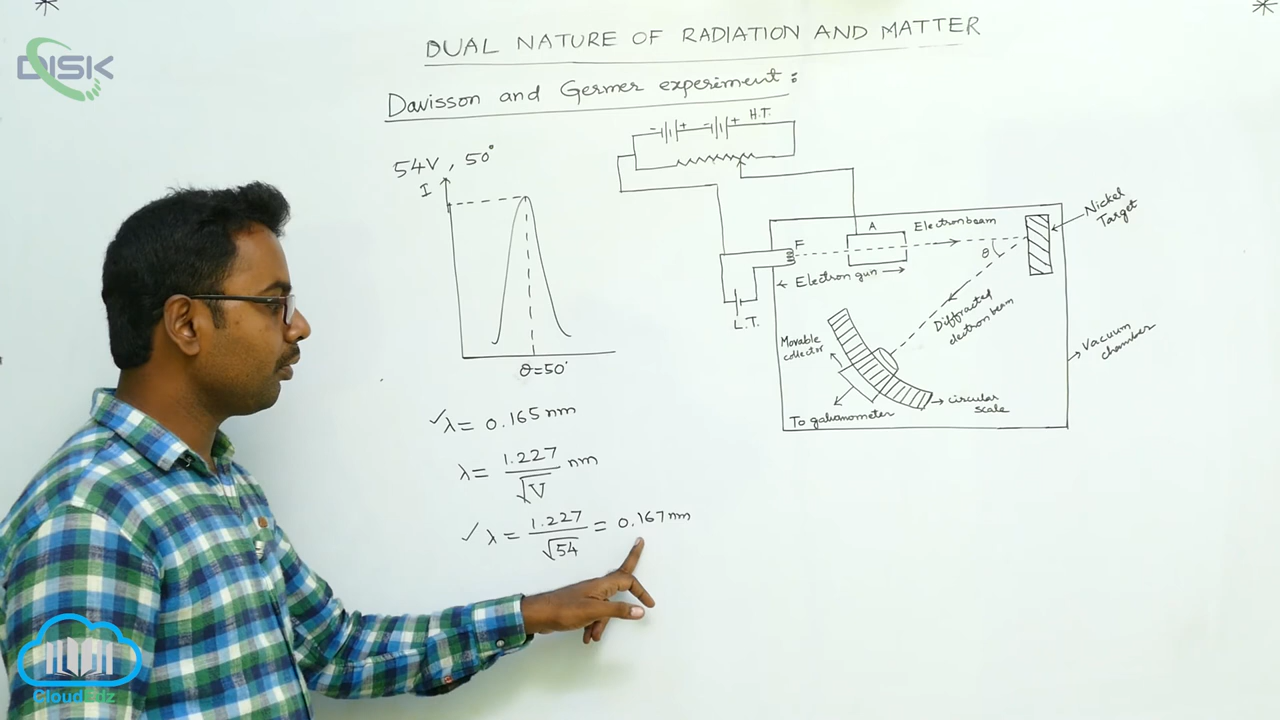 DISK
DUAL NATURE OF RADIATION AND MATTER
Davisson and Germer experiment :
54V, 50°
I
θ=50°
✓λ= 0.165 nm
λ= 1.227/√V nm
✓ λ= 1.227/√54 = 0.167 nm
- + - + H.T.
F
A
Electron beam
Nickel
Target
θ
Electron gun
L.T.
Diffracted
electron beam
Movable
collector
Vacuum
chamber
circular
scale
To galvanometer
CloudEdz